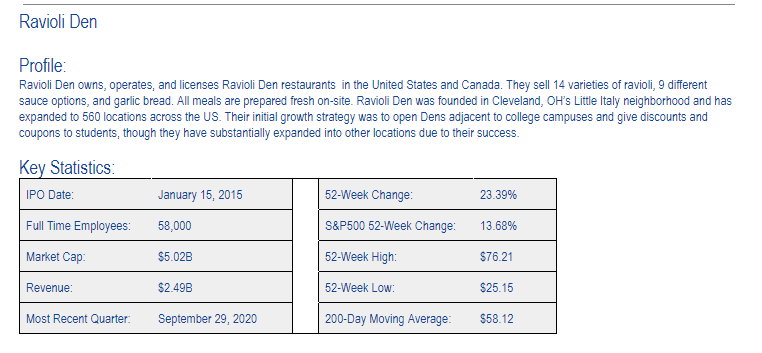 Ravioli Den
Profile:
Ravioli Den owns, operates, and licenses Ravioli Den restaurants in the United States and Canada. They sell 14 varieties of ravioli, 9 different
sauce options, and garlic bread. All meals are prepared fresh on-site. Ravioli Den was founded in Cleveland, OH's Little Italy neighborhood and has
expanded to 560 locations across the US. Their initial growth strategy was to open Dens adjacent to college campuses and give discounts and
coupons to students, though they have substantially expanded into other locations due to their success.
Key Statistics:
IPO Date: January 15, 2015 52-Week Change: 23.39%
Full Time Employees: 58,000 S&P500 52-Week Change: 13.68%
Market Cap: $5.02B 52-Week High: $76.21
Revenue: $2.49B 52-Week Low: $25.15
Most Recent Quarter: September 29, 2020 200-Day Moving Average: $58.12